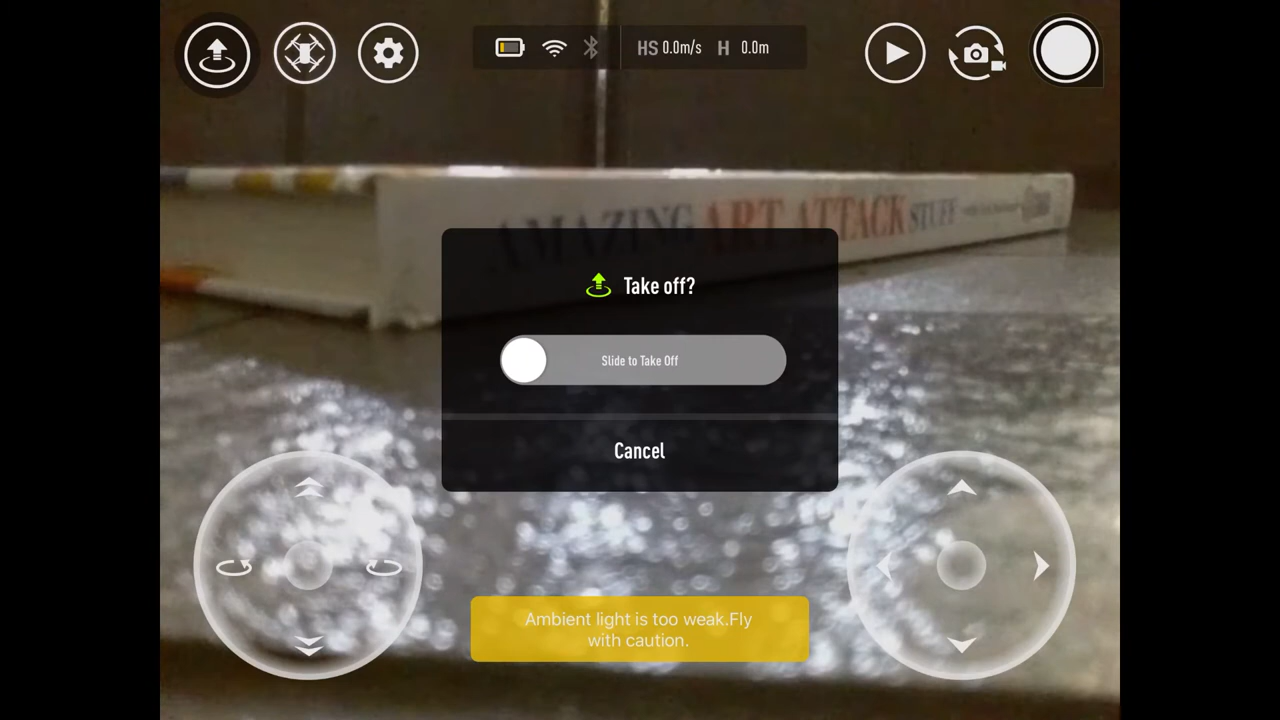 HS 0.0m/s H 0.0m
AMAZING ART ATTACK STUFF
Take off?
Slide to Take Off
Cancel
Ambient light is too weak.Fly
with caution.